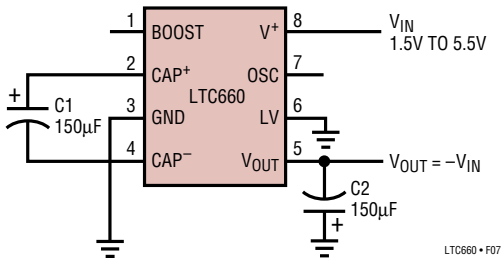 1
BOOST
V+
8
VIN
1.5V TO 5.5V
2
CAP+
OSC
7
LTC660
+
C1
150µF
3
GND
LV
6
4
CAP–
VOUT
5
VOUT = –VIN
C2
150µF
+
LTC660 • F07